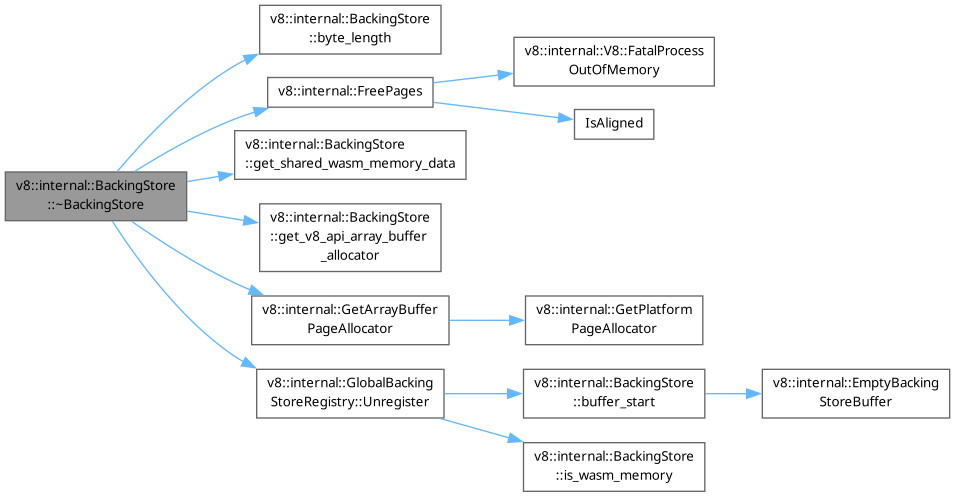 v8::internal::BackingStore
::~BackingStore
v8::internal::BackingStore
::byte_length
v8::internal::FreePages
v8::internal::V8::FatalProcess
OutOfMemory
IsAligned
v8::internal::BackingStore
::get_shared_wasm_memory_data
v8::internal::BackingStore
::get_v8_api_array_buffer
_allocator
v8::internal::GetArrayBuffer
PageAllocator
v8::internal::GetPlatform
PageAllocator
v8::internal::GlobalBacking
StoreRegistry::Unregister
v8::internal::BackingStore
::buffer_start
v8::internal::EmptyBacking
StoreBuffer
v8::internal::BackingStore
::is_wasm_memory